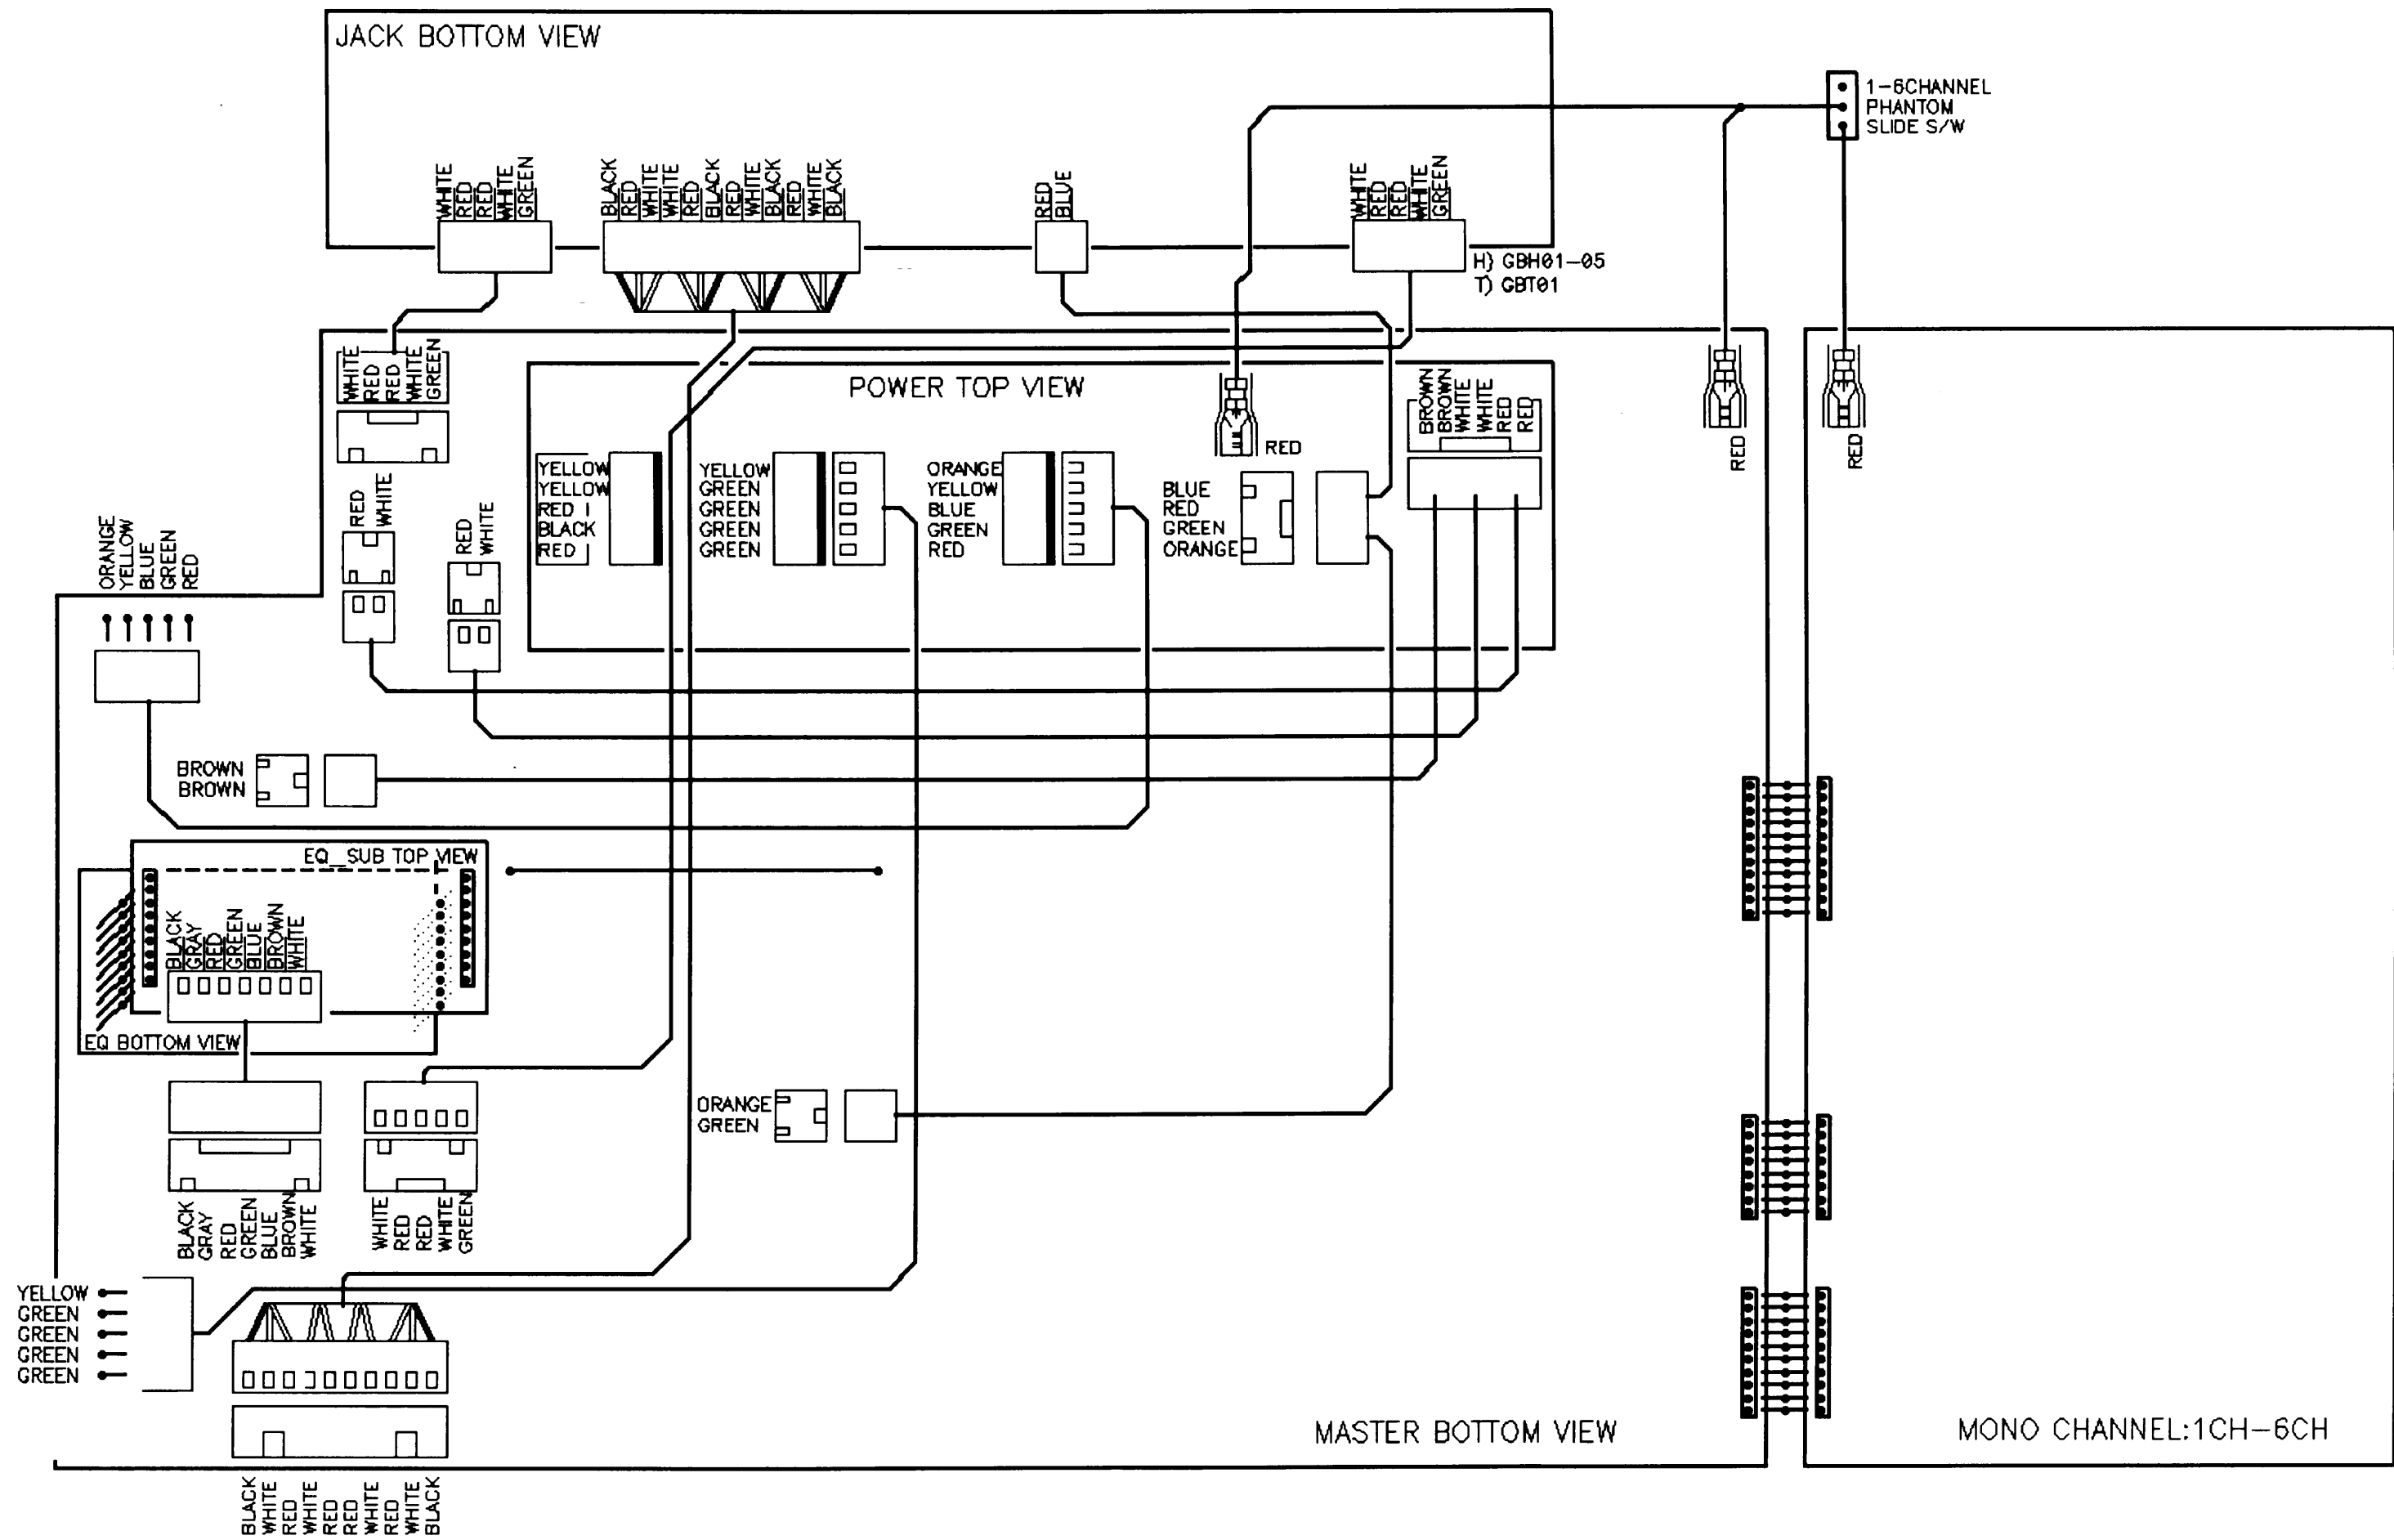 JACK BOTTOM VIEW
1-6CHANNEL
PHANTOM
SLIDE S/W
WHITE
RED
RED
WHITE
GREEN
BLACK
RED
WHITE
WHITE
RED
BLACK
RED
WHITE
BLACK
RED
WHITE
BLACK
RED
BLUE
WHITE
RED
RED
WHITE
GREEN
H) GBH01-05
T) GBT01
WHITE
RED
RED
WHITE
GREEN
POWER TOP VIEW
RED
BROWN
BROWN
WHITE
WHITE
RED
RED
RED
RED
YELLOW
YELLOW
RED
BLACK
RED
YELLOW
GREEN
GREEN
GREEN
GREEN
ORANGE
YELLOW
BLUE
GREEN
RED
BLUE
RED
GREEN
ORANGE
RED
WHITE
RED
WHITE
ORANGE
YELLOW
BLUE
GREEN
RED
BROWN
BROWN
EQ_SUB TOP VIEW
BLACK
GRAY
RED
GREEN
BLUE
BROWN
WHITE
EQ BOTTOM VIEW
ORANGE
GREEN
BLACK
GRAY
RED
GREEN
BLUE
BROWN
WHITE
WHITE
RED
RED
WHITE
GREEN
YELLOW
GREEN
GREEN
GREEN
GREEN
MASTER BOTTOM VIEW
MONO CHANNEL:1CH-6CH
BLACK
WHITE
RED
WHITE
RED
RED
WHITE
RED
WHITE
BLACK